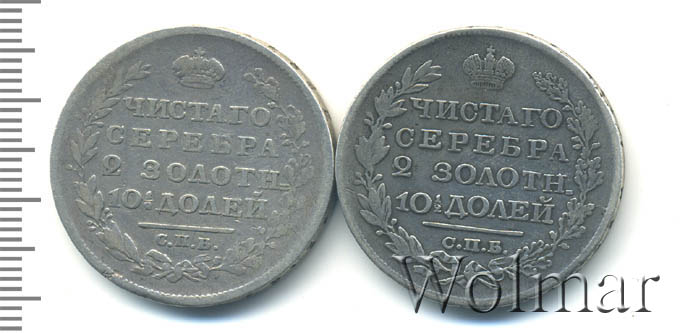 ЧИСТАГО
СЕРЕБРА
2 ЗОЛОТН.
10½ ДОЛЕЙ
С.П.Б.
ЧИСТАГО
СЕРЕБРА
2 ЗОЛОТН.
10½ ДОЛЕЙ
С.П.Б.
Wolmar